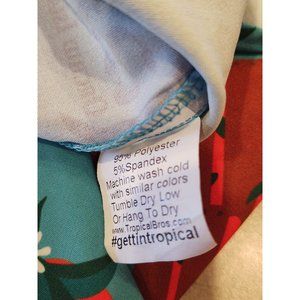 95% Polyester
5%Spandex
Machine wash cold
with similar colors
Tumble Dry Low
Or Hang To Dry
www.TropicalBros.com
#gettintropical